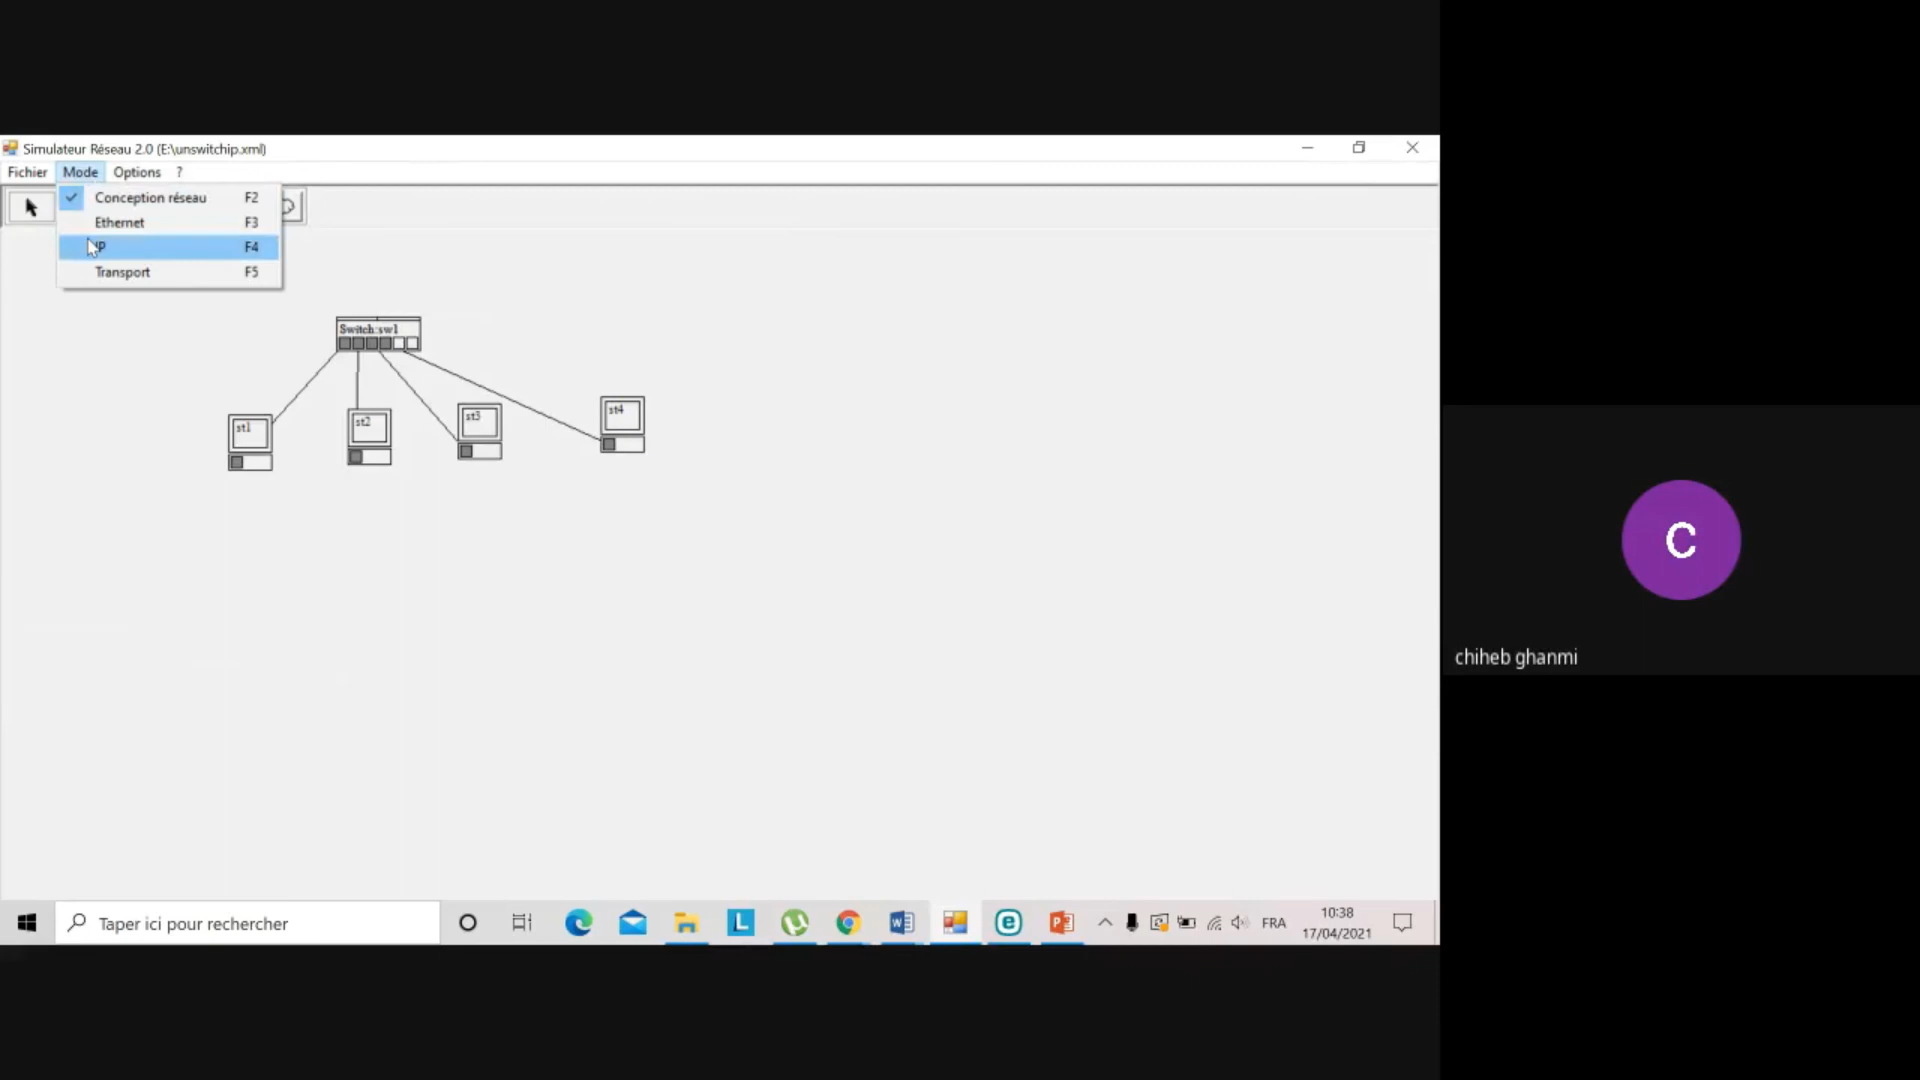 Simulateur Réseau 2.0 (E:\unswitchip.xml)
Fichier Mode Options ?
Conception réseau F2
Ethernet F3
IP F4
Transport F5
Switch:sw1
st1
st2
st3
st4
C
chiheb ghanmi
Taper ici pour rechercher
FRA
10:38
17/04/2021